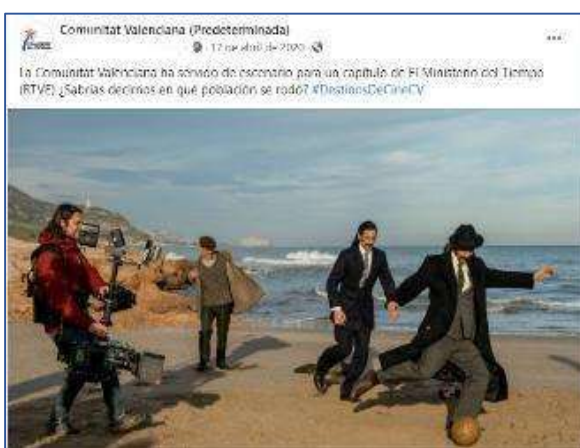 Comunitat Valenciana (Predeterminada)
17 de abril de 2020 ·
La Comunitat Valenciana ha servido de escenario para un capítulo de El Ministerio del Tiempo
(RTVE) ¿Sabrías decirnos en qué población se rodó? #DestinosDeCineCV